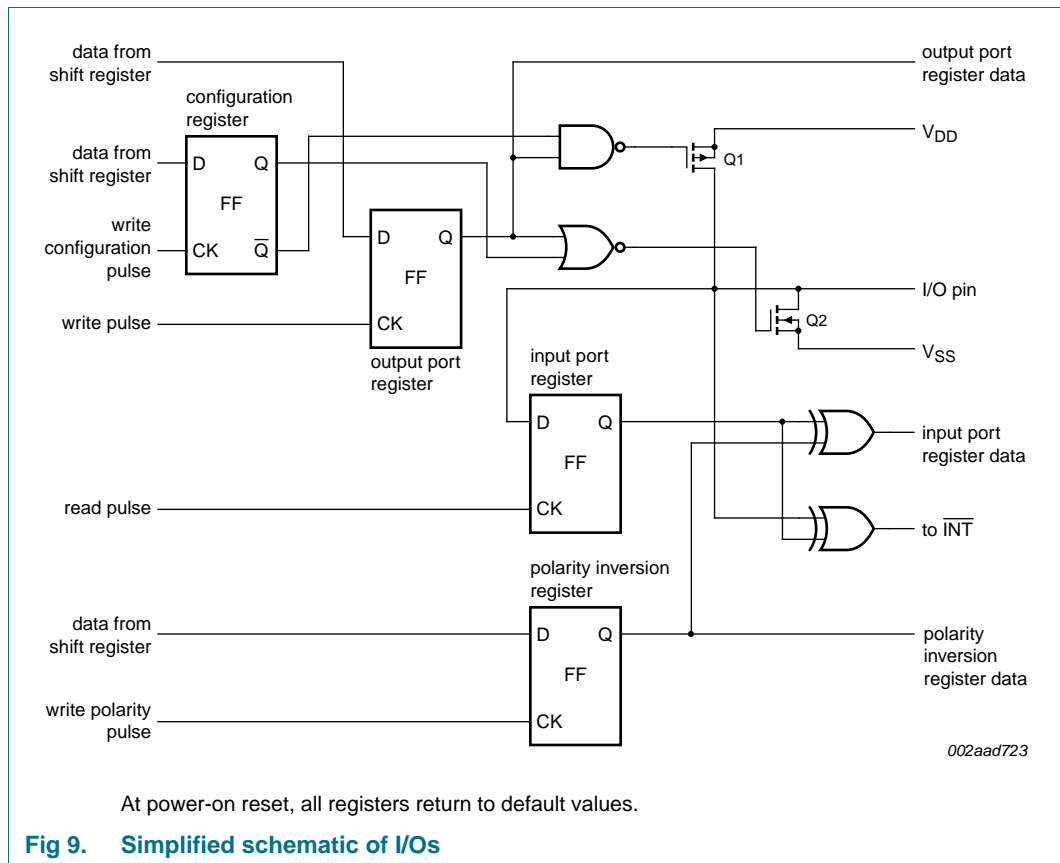 data from
shift register
output port
register data
configuration
register
V_DD
data from
shift register
D
Q
Q1
FF
write
configuration
pulse
CK
Q̅
D
Q
I/O pin
FF
Q2
write pulse
CK
V_SS
output port
register
input port
register
D
Q
input port
register data
FF
read pulse
CK
to I̅N̅T̅
polarity inversion
register
data from
shift register
D
Q
polarity
inversion
register data
FF
write polarity
pulse
CK
002aad723
At power-on reset, all registers return to default values.
Fig 9. Simplified schematic of I/Os